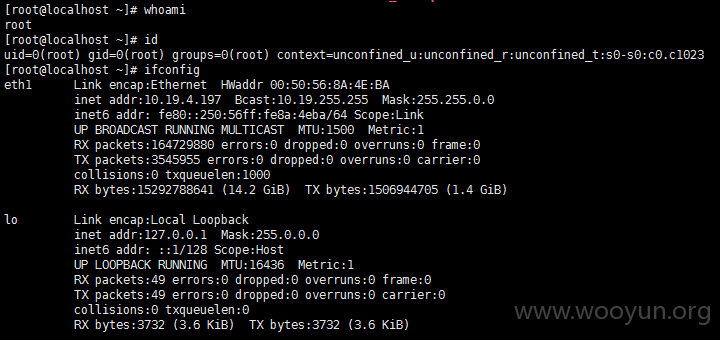 [root@localhost ~]# whoami
root
[root@localhost ~]# id
uid=0(root) gid=0(root) groups=0(root) context=unconfined_u:unconfined_r:unconfined_t:s0-s0:c0.c1023
[root@localhost ~]# ifconfig
eth1      Link encap:Ethernet  HWaddr 00:50:56:8A:4E:BA
          inet addr:10.19.4.197  Bcast:10.19.255.255  Mask:255.255.0.0
          inet6 addr: fe80::250:56ff:fe8a:4eba/64 Scope:Link
          UP BROADCAST RUNNING MULTICAST  MTU:1500  Metric:1
          RX packets:164729880 errors:0 dropped:0 overruns:0 frame:0
          TX packets:3545955 errors:0 dropped:0 overruns:0 carrier:0
          collisions:0 txqueuelen:1000
          RX bytes:15292788641 (14.2 GiB)  TX bytes:1506944705 (1.4 GiB)
lo        Link encap:Local Loopback
          inet addr:127.0.0.1  Mask:255.0.0.0
          inet6 addr: ::1/128 Scope:Host
          UP LOOPBACK RUNNING  MTU:16436  Metric:1
          RX packets:49 errors:0 dropped:0 overruns:0 frame:0
          TX packets:49 errors:0 dropped:0 overruns:0 carrier:0
          collisions:0 txqueuelen:0
          RX bytes:3732 (3.6 KiB)  TX bytes:3732 (3.6 KiB)
www.wooyun.org